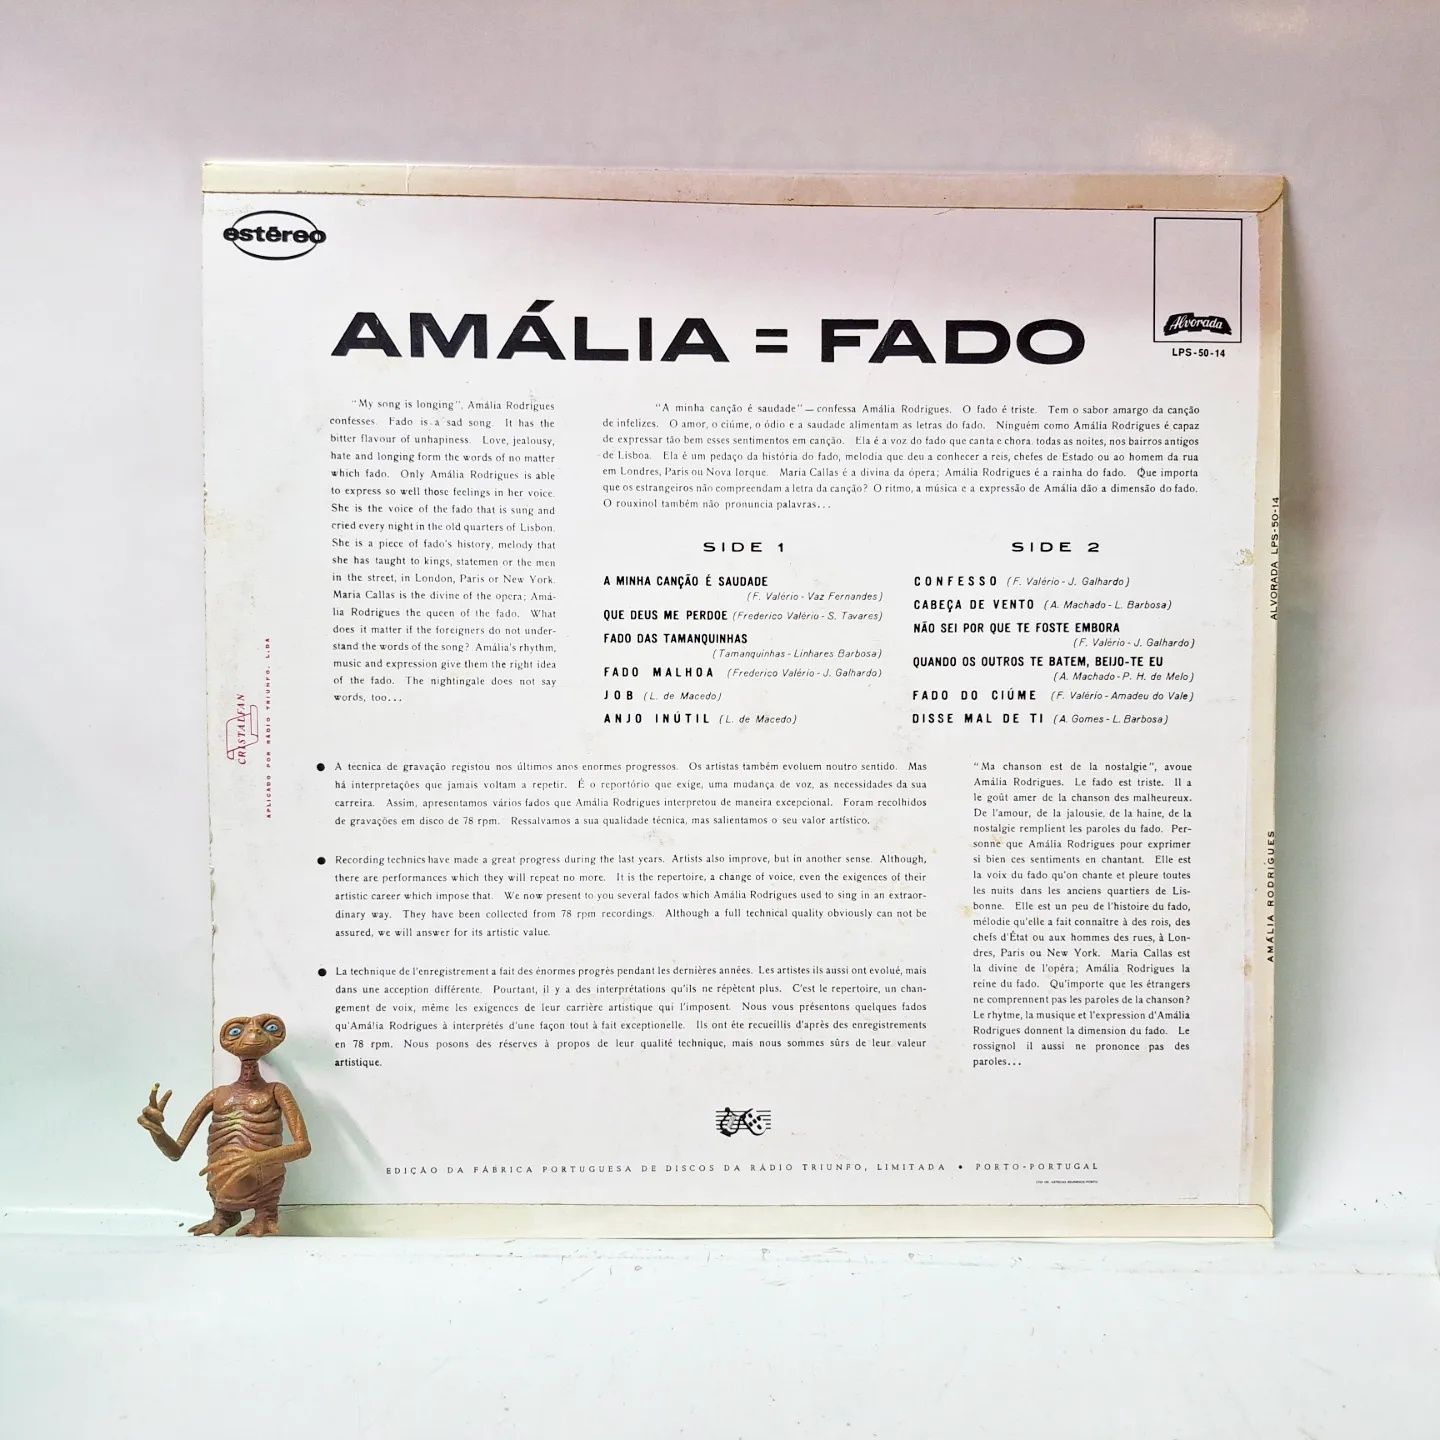 estéreo
Alvorada
LPS-50-14
AMÁLIA = FADO
"My song is longing", Amália Rodrigues
confesses. Fado is a sad song. It has the
bitter flavour of unhapiness. Love, jealousy,
hate and longing form the words of no matter
which fado. Only Amália Rodrigues is able
to express so well those feelings in her voice.
She is the voice of the fado that is sung and
cried every night in the old quarters of Lisbon.
She is a piece of fado's history, melody that
she has taught to kings, statemen or the men
in the street, in London, Paris or New York.
Maria Callas is the divine of the opera; Amá-
lia Rodrigues the queen of the fado. What
does it matter if the foreigners do not under-
stand the words of the song? Amália's rhythm,
music and expression give them the right idea
of the fado. The nightingale does not say
words, too...
"A minha canção é saudade" — confessa Amália Rodrigues. O fado é triste. Tem o sabor amargo da canção
de infelizes. O amor, o ciúme, o ódio e a saudade alimentam as letras do fado. Ninguém como Amália Rodrigues é capaz
de expressar tão bem esses sentimentos em canção. Ela é a voz do fado que canta e chora. todas as noites, nos bairros antigos
de Lisboa. Ela é um pedaço da história do fado, melodia que deu a conhecer a reis, chefes de Estado ou ao homem da rua
em Londres, Paris ou Nova Iorque. Maria Callas é a divina da ópera; Amália Rodrigues é a rainha do fado. Que importa
que os estrangeiros não compreendam a letra da canção? O ritmo, a música e a expressão de Amália dão a dimensão do fado.
O rouxinol também não pronuncia palavras...
SIDE 1
A MINHA CANÇÃO É SAUDADE
(F. Valério - Vaz Fernandes)
QUE DEUS ME PERDOE (Frederico Valério - S. Tavares)
FADO DAS TAMANQUINHAS
(Tamanquinhas - Linhares Barbosa)
FADO MALHOA (Frederico Valério - J. Galhardo)
JOB (L. de Macedo)
ANJO INÚTIL (L. de Macedo)
SIDE 2
CONFESSO (F. Valério - J. Galhardo)
CABEÇA DE VENTO (A. Machado - L. Barbosa)
NÃO SEI POR QUE TE FOSTE EMBORA
(F. Valério - J. Galhardo)
QUANDO OS OUTROS TE BATEM, BEIJO-TE EU
(A. Machado - P. H. de Melo)
FADO DO CIÚME (F. Valério - Amadeu do Vale)
DISSE MAL DE TI (A. Gomes - L. Barbosa)
● A tecnica de gravação registou nos últimos anos enormes progressos. Os artistas também evoluem noutro sentido. Mas
há interpretações que jamais voltam a repetir. É o reportório que exige, uma mudança de voz, as necessidades da sua
carreira. Assim, apresentamos vários fados que Amália Rodrigues interpretou de maneira excepcional. Foram recolhidos
de gravações em disco de 78 rpm. Ressalvamos a sua qualidade técnica, mas salientamos o seu valor artístico.
● Recording technics have made a great progress during the last years. Artists also improve, but in another sense. Although,
there are performances which they will repeat no more. It is the repertoire, a change of voice, even the exigences of their
artistic career which impose that. We now present to you several fados which Amália Rodrigues used to sing in an extraor-
dinary way. They have been collected from 78 rpm recordings. Although a full technical quality obviously can not be
assured, we will answer for its artistic value.
● La technique de l'enregistrement a fait des énormes progrès pendant les dernières années. Les artistes ils aussi ont evolué, mais
dans une acception différente. Pourtant, il y a des interprétations qu'ils ne répètent plus. C'est le repertoire, un chan-
gement de voix, même les exigences de leur carrière artistique qui l'imposent. Nous vous présentons quelques fados
qu'Amália Rodrigues à interprétés d'une façon tout à fait exceptionelle. Ils ont éte recueillis d'après des enregistrements
en 78 rpm. Nous posons des réserves à propos de leur qualité technique, mais nous sommes sûrs de leur valeur
artistique.
"Ma chanson est de la nostalgie", avoue
Amália Rodrigues. Le fado est triste. Il a
le goût amer de la chanson des malheureux.
De l'amour, de la jalousie, de la haine, de la
nostalgie remplient les paroles du fado. Per-
sonne que Amália Rodrigues pour exprimer
si bien ces sentiments en chantant. Elle est
la voix du fado qu'on chante et pleure toutes
les nuits dans les anciens quartiers de Lis-
bonne. Elle est un peu de l'histoire du fado,
mélodie qu'elle a fait connaître à des rois, des
chefs d'État ou aux hommes des rues, à Lon-
dres, Paris ou New York. Maria Callas est
la divine de l'opéra; Amália Rodrigues la
reine du fado. Qu'importe que les étrangers
ne comprennent pas les paroles de la chanson?
Le rhytme, la musique et l'expression d'Amália
Rodrigues donnent la dimension du fado. Le
rossignol il aussi ne prononce pas des
paroles...
CRISTALFAN
APLICADO POR RÁDIO TRIUNFO, L.DA
ALVORADA LPS-50-14
AMÁLIA RODRIGUES
EDIÇÃO DA FÁBRICA PORTUGUESA DE DISCOS DA RÁDIO TRIUNFO, LIMITADA ● PORTO-PORTUGAL